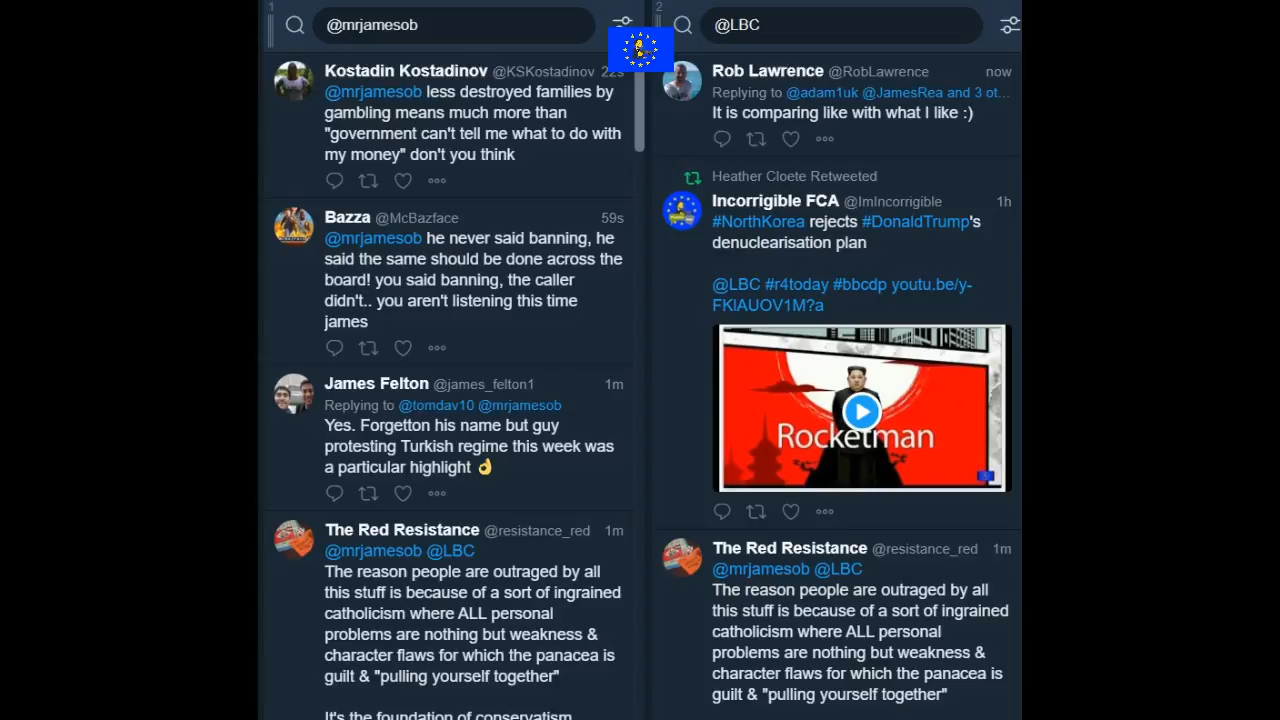 1
@mrjamesob
Kostadin Kostadinov @KSKostadinov 22s
@mrjamesob less destroyed families by
gambling means much more than
"government can't tell me what to do with
my money" don't you think
Bazza @McBazface 59s
@mrjamesob he never said banning, he
said the same should be done across the
board! you said banning, the caller
didn't.. you aren't listening this time
james
James Felton @james_felton1 1m
Replying to @tomdav10 @mrjamesob
Yes. Forgetton his name but guy
protesting Turkish regime this week was
a particular highlight 👌
The Red Resistance @resistance_red 1m
@mrjamesob @LBC
The reason people are outraged by all
this stuff is because of a sort of ingrained
catholicism where ALL personal
problems are nothing but weakness &
character flaws for which the panacea is
guilt & "pulling yourself together"
It's the foundation of conservatism
2
@LBC
Rob Lawrence @RobLawrence now
Replying to @adam1uk @JamesRea and 3 ot...
It is comparing like with what I like :)
Heather Cloete Retweeted
Incorrigible FCA @ImIncorrigible 1h
#NorthKorea rejects #DonaldTrump's
denuclearisation plan
@LBC #r4today #bbcdp youtu.be/y-
FKlAUOV1M?a
Rocketman
The Red Resistance @resistance_red 1m
@mrjamesob @LBC
The reason people are outraged by all
this stuff is because of a sort of ingrained
catholicism where ALL personal
problems are nothing but weakness &
character flaws for which the panacea is
guilt & "pulling yourself together"